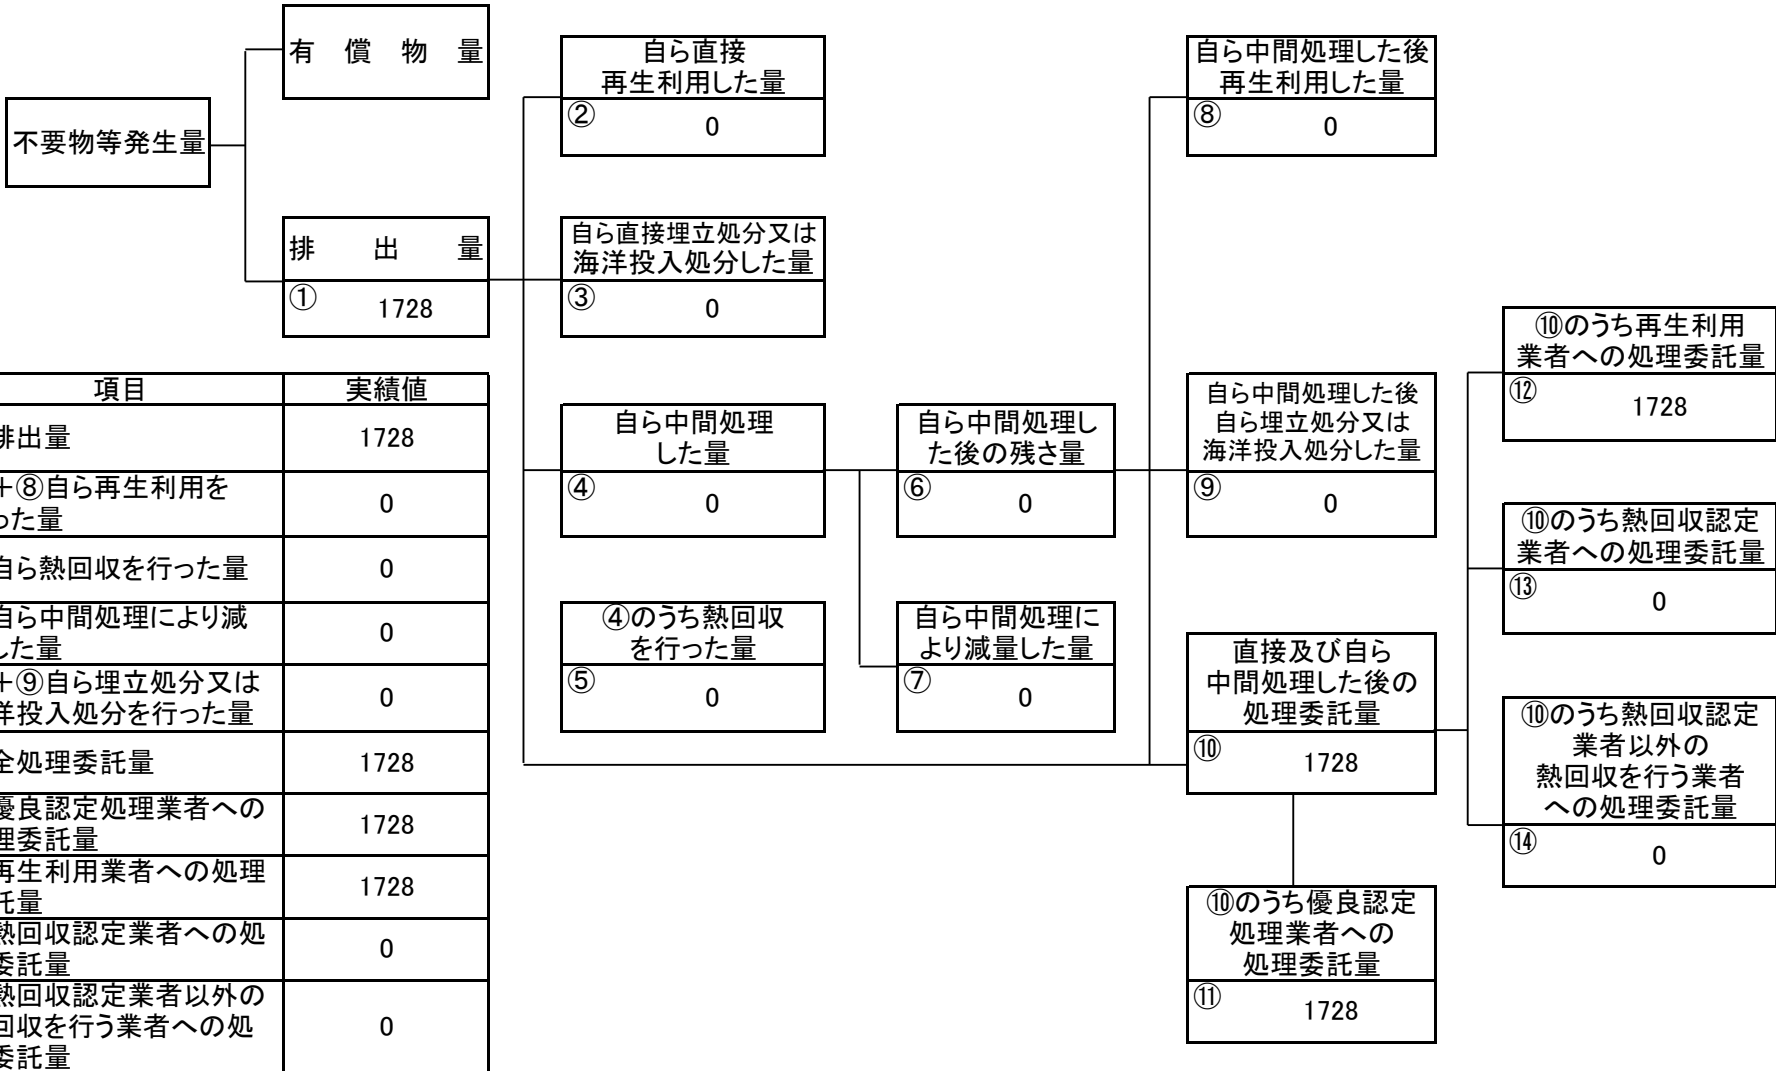 有償物量
不要物等発生量
排出量
① 1728
自ら直接
再生利用した量
② 0
自ら直接埋立処分又は
海洋投入処分した量
③ 0
自ら中間処理
した量
④ 0
④のうち熱回収
を行った量
⑤ 0
自ら中間処理し
た後の残さ量
⑥ 0
自ら中間処理に
より減量した量
⑦ 0
自ら中間処理した後
再生利用した量
⑧ 0
自ら中間処理した後
自ら埋立処分又は
海洋投入処分した量
⑨ 0
直接及び自ら
中間処理した後の
処理委託量
⑩ 1728
⑩のうち優良認定
処理業者への
処理委託量
⑪ 1728
⑩のうち再生利用
業者への処理委託量
⑫ 1728
⑩のうち熱回収認定
業者への処理委託量
⑬ 0
⑩のうち熱回収認定
業者以外の
熱回収を行う業者
への処理委託量
⑭ 0
項目 実績値
排出量 1728
+⑧自ら再生利用を
った量 0
自ら熱回収を行った量 0
自ら中間処理により減
した量 0
+⑨自ら埋立処分又は
洋投入処分を行った量 0
全処理委託量 1728
優良認定処理業者への
理委託量 1728
再生利用業者への処理
託量 1728
熱回収認定業者への処
委託量 0
熱回収認定業者以外の
回収を行う業者への処
委託量 0